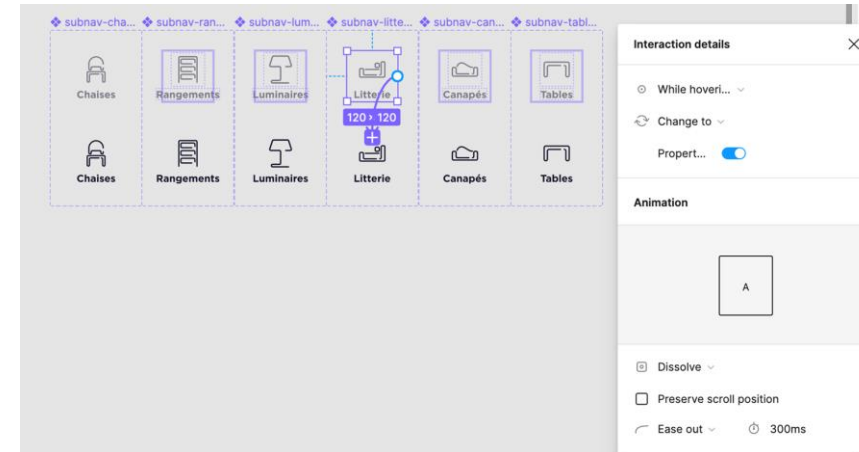 subnav-cha... subnav-ran... subnav-lum... subnav-litte... subnav-can... subnav-tabl...
Chaises Rangements Luminaires Litterie Canapés Tables
120 × 120
Chaises Rangements Luminaires Litterie Canapés Tables
Interaction details
While hoveri...
Change to
Propert...
Animation
A
Dissolve
Preserve scroll position
Ease out 300ms